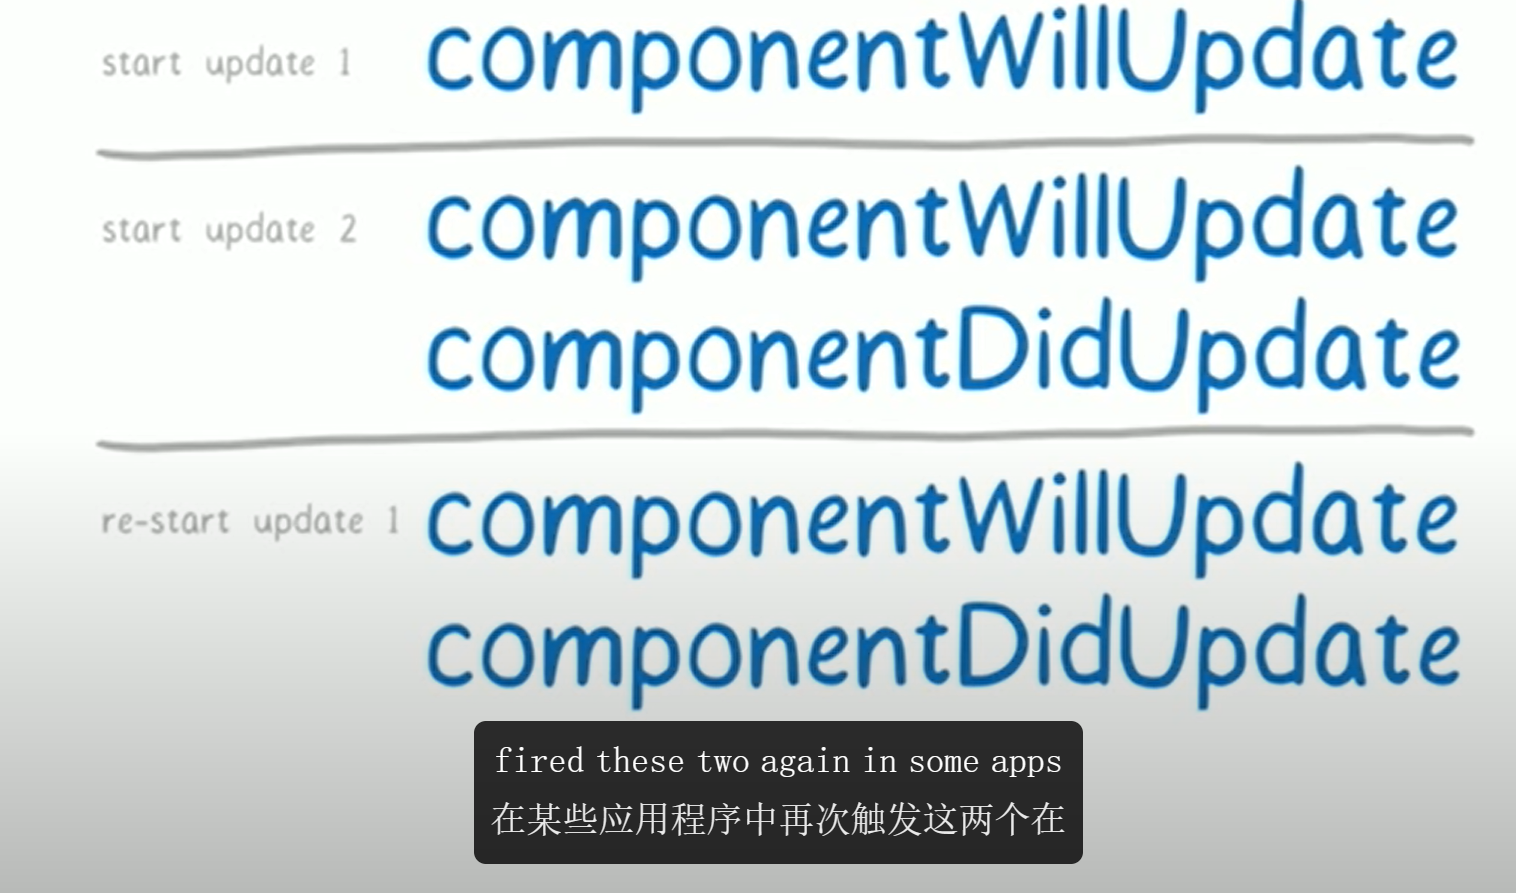 start update 1 componentWillUpdate
start update 2 componentWillUpdate
componentDidUpdate
re-start update 1 componentWillUpdate
componentDidUpdate
fired these two again in some apps
在某些应用程序中再次触发这两个在